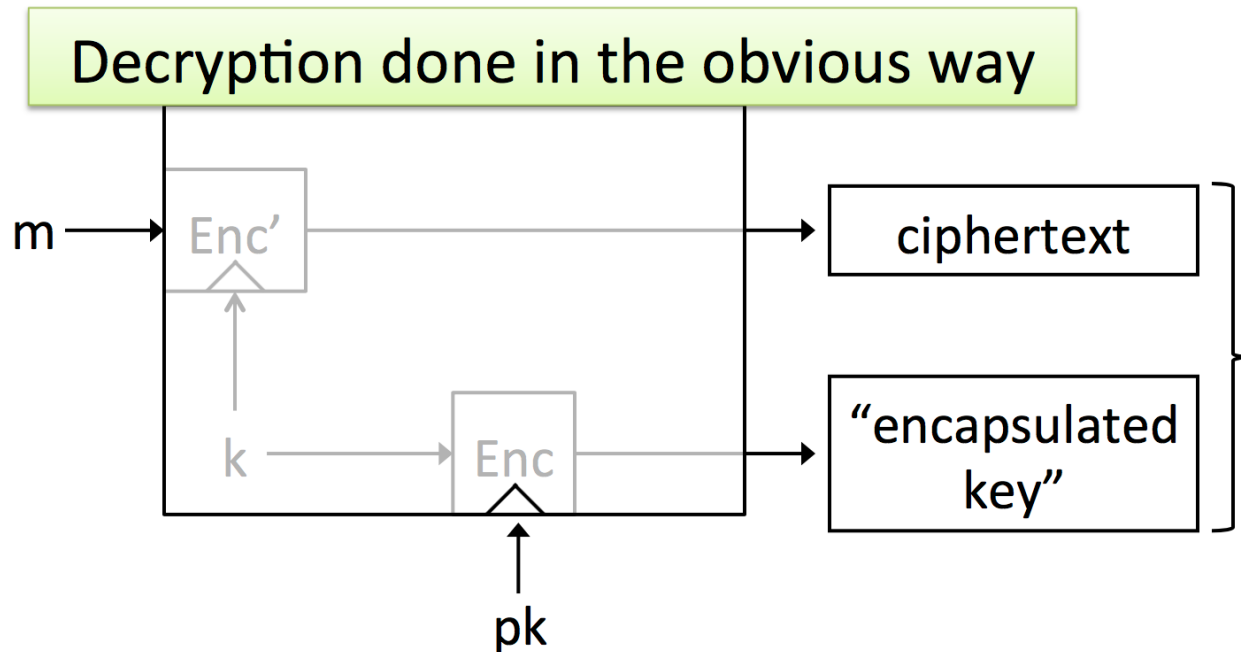 Decryption done in the obvious way
m
Enc’
ciphertext
k
Enc
“encapsulated
key”
pk